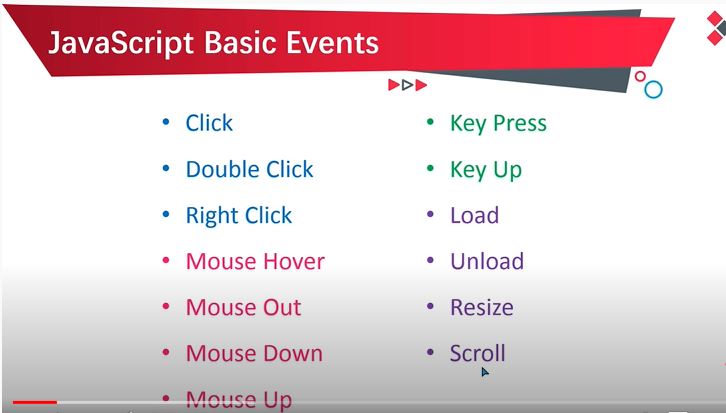 JavaScript Basic Events
• Click
• Double Click
• Right Click
• Mouse Hover
• Mouse Out
• Mouse Down
• Mouse Up
• Key Press
• Key Up
• Load
• Unload
• Resize
• Scroll